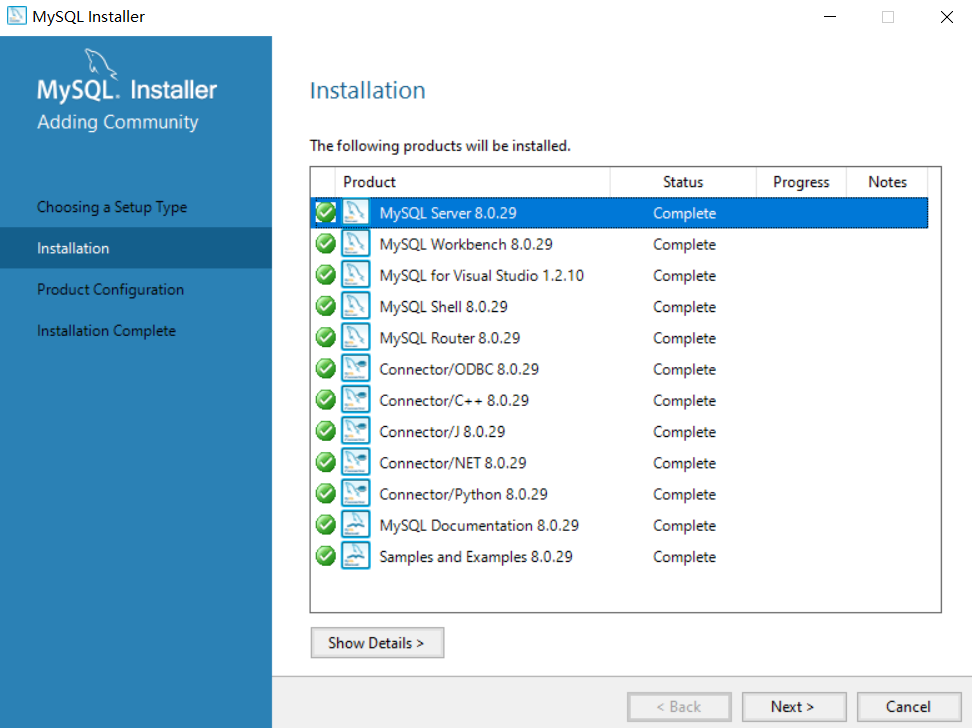 MySQL Installer
MySQL. Installer
Adding Community
Choosing a Setup Type
Installation
Product Configuration
Installation Complete
Installation
The following products will be installed.
Product Status Progress Notes
MySQL Server 8.0.29 Complete
MySQL Workbench 8.0.29 Complete
MySQL for Visual Studio 1.2.10 Complete
MySQL Shell 8.0.29 Complete
MySQL Router 8.0.29 Complete
Connector/ODBC 8.0.29 Complete
Connector/C++ 8.0.29 Complete
Connector/J 8.0.29 Complete
Connector/NET 8.0.29 Complete
Connector/Python 8.0.29 Complete
MySQL Documentation 8.0.29 Complete
Samples and Examples 8.0.29 Complete
Show Details >
< Back Next > Cancel